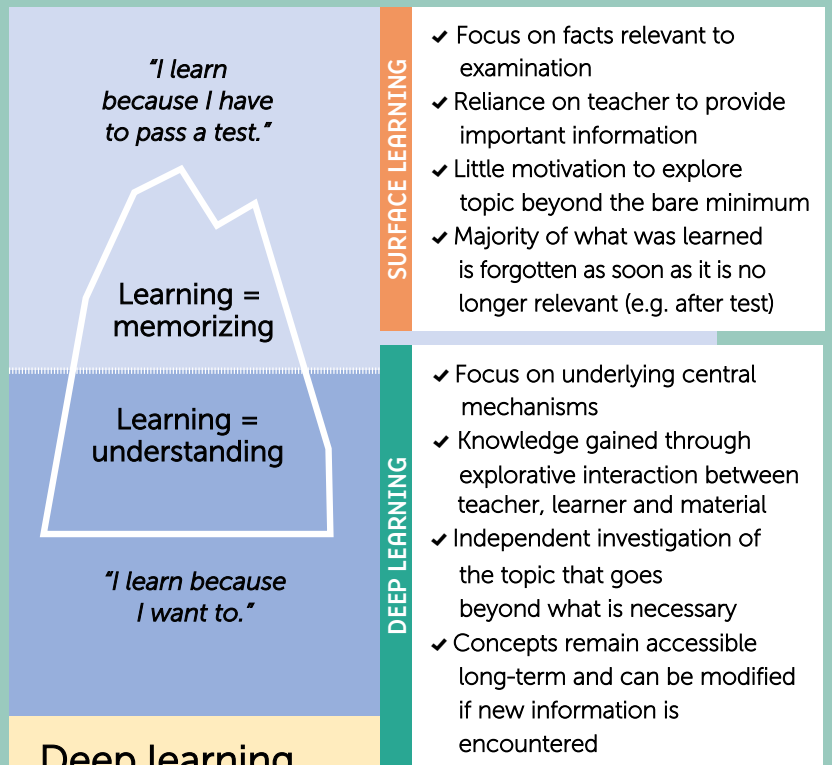 “I learn
because I have
to pass a test.”
Learning =
memorizing
Learning =
understanding
“I learn because
I want to.”
Deep learning
SURFACE LEARNING
✔ Focus on facts relevant to
examination
✔ Reliance on teacher to provide
important information
✔ Little motivation to explore
topic beyond the bare minimum
✔ Majority of what was learned
is forgotten as soon as it is no
longer relevant (e.g. after test)
DEEP LEARNING
✔ Focus on underlying central
mechanisms
✔ Knowledge gained through
explorative interaction between
teacher, learner and material
✔ Independent investigation of
the topic that goes
beyond what is necessary
✔ Concepts remain accessible
long-term and can be modified
if new information is
encountered